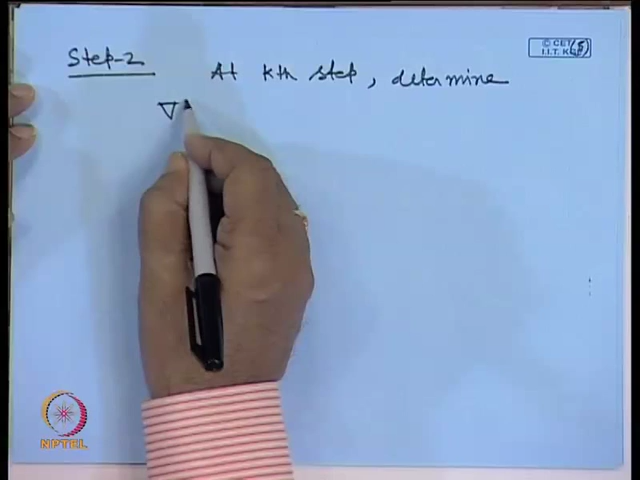 Step-2 At kth step, determine
∇
© CET
I.I.T. KGP
NPTEL